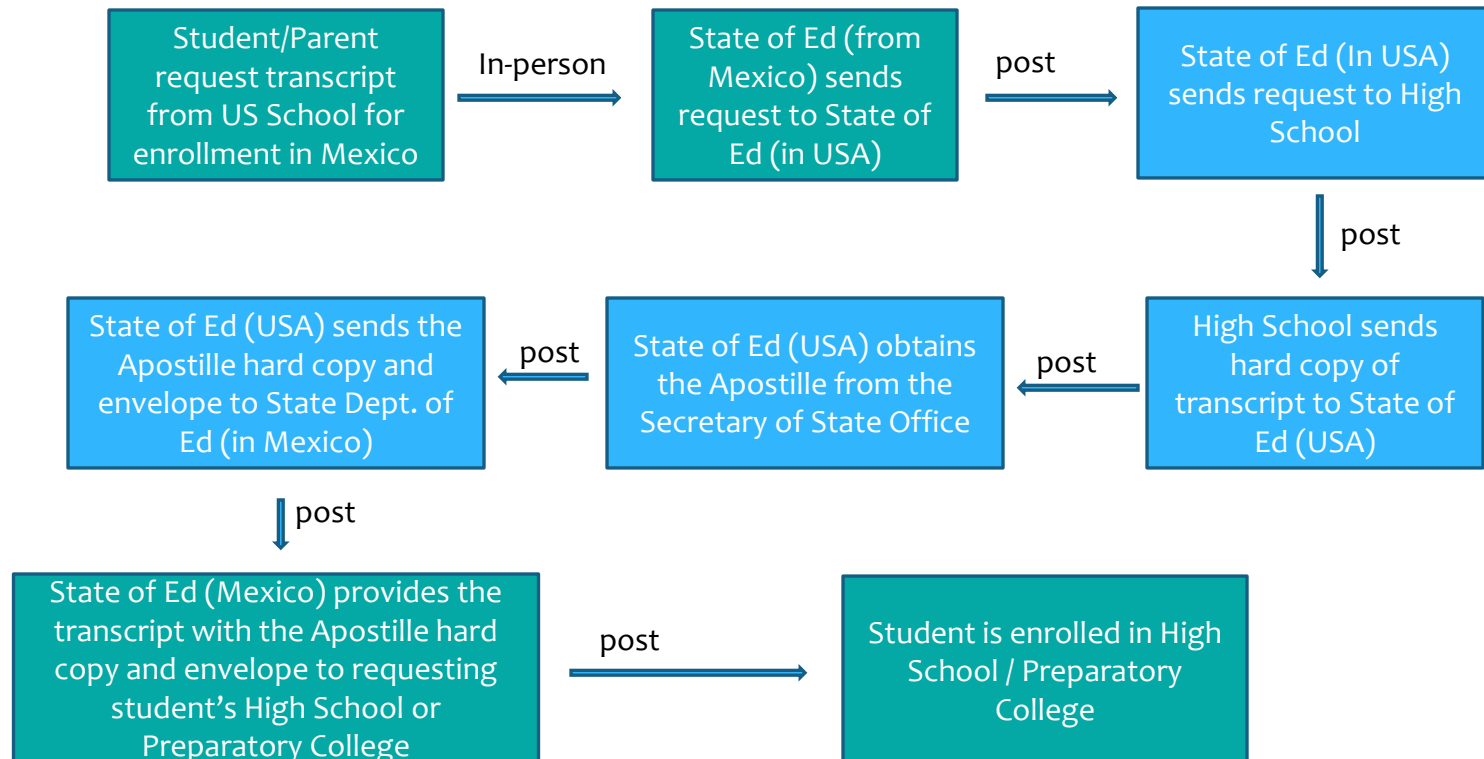 Student/Parent
request transcript
from US School for
enrollment in Mexico
In-person
State of Ed (from
Mexico) sends
request to State of
Ed (in USA)
post
State of Ed (In USA)
sends request to High
School
post
High School sends
hard copy of
transcript to State of
Ed (USA)
post
State of Ed (USA) obtains
the Apostille from the
Secretary of State Office
post
State of Ed (USA) sends the
Apostille hard copy and
envelope to State Dept. of
Ed (in Mexico)
post
State of Ed (Mexico) provides the
transcript with the Apostille hard
copy and envelope to requesting
student’s High School or
Preparatory College
post
Student is enrolled in High
School / Preparatory
College